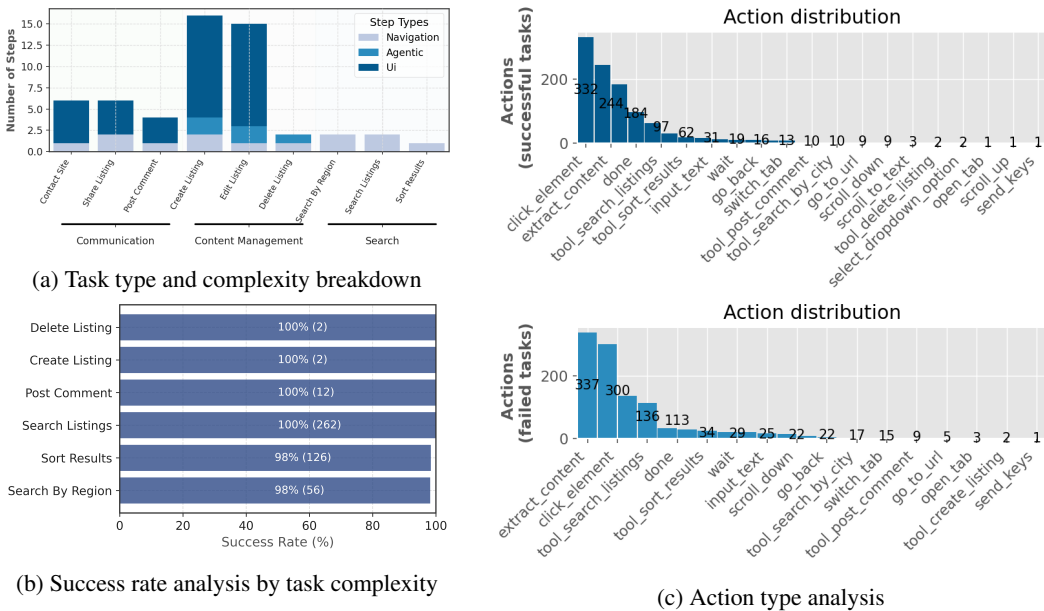 Number of Steps
15.0
12.5
10.0
7.5
5.0
2.5
0.0
Step Types
Navigation
Agentic
Ui
Contact Site
Share Listing
Post Comment
Create Listing
Edit Listing
Delete Listing
Search By Region
Search Listings
Sort Results
Communication
Content Management
Search
(a) Task type and complexity breakdown
Delete Listing
100% (2)
Create Listing
100% (2)
Post Comment
100% (12)
Search Listings
100% (262)
Sort Results
98% (126)
Search By Region
98% (56)
0 20 40 60 80 100
Success Rate (%)
(b) Success rate analysis by task complexity
Action distribution
Actions
(successful tasks)
200
0
332 244 184 97 62 31 19 16 13 10 10 9 9 3 2 2 1 1 1
click_element
extract_content
done
tool_search_listings
tool_sort_results
input_text
wait
go_back
switch_tab
tool_post_comment
tool_search_by_city
go_to_url
scroll_down
scroll_to_text
tool_delete_listing
select_dropdown_option
open_tab
scroll_up
send_keys
Action distribution
Actions
(failed tasks)
200
0
337 300 136 113 34 29 25 22 22 17 15 9 5 3 2 1
extract_content
click_element
tool_search_listings
done
tool_sort_results
wait
input_text
scroll_down
go_back
tool_search_by_city
switch_tab
tool_post_comment
go_to_url
open_tab
tool_create_listing
send_keys
(c) Action type analysis